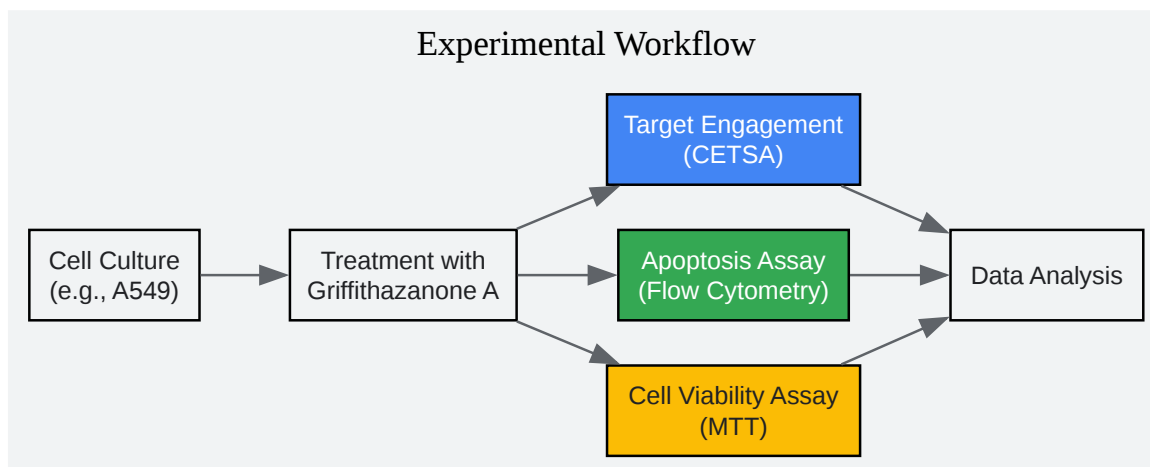 Experimental Workflow
Cell Culture
(e.g., A549)
Treatment with
Griffithazanone A
Target Engagement
(CETSA)
Apoptosis Assay
(Flow Cytometry)
Cell Viability Assay
(MTT)
Data Analysis